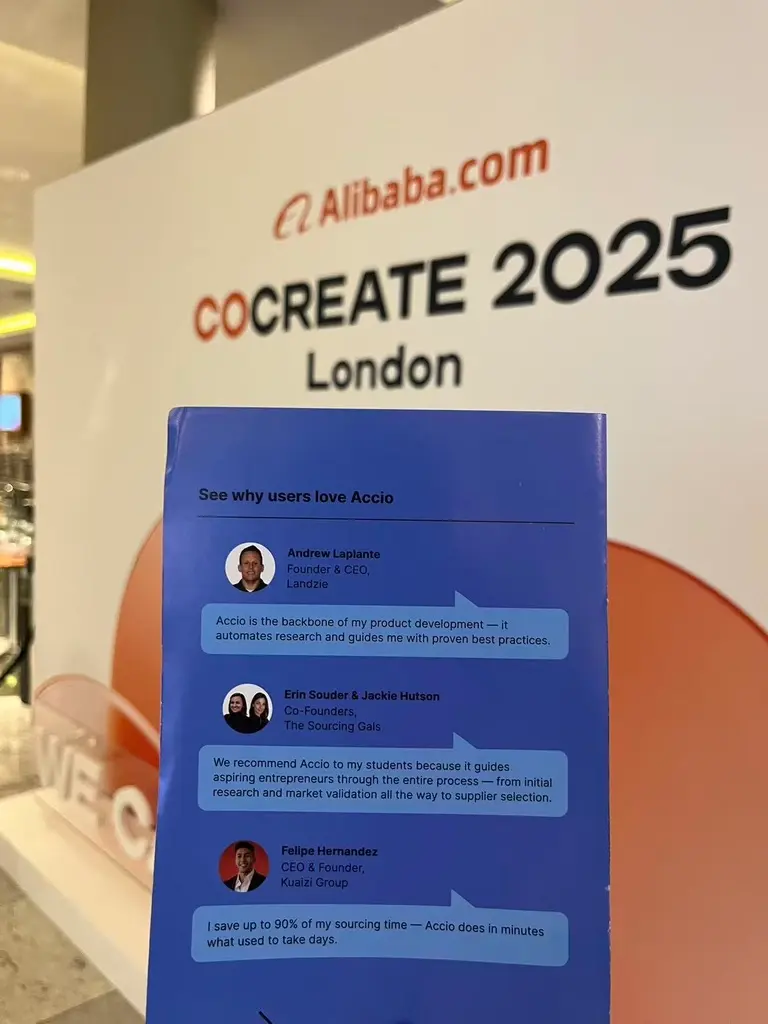 Alibaba.com
COCREATE 2025
London
See why users love Accio
Andrew Laplante
Founder & CEO,
Landzie
Accio is the backbone of my product development — it
automates research and guides me with proven best practices.
Erin Souder & Jackie Hutson
Co-Founders,
The Sourcing Gals
We recommend Accio to my students because it guides
aspiring entrepreneurs through the entire process — from initial
research and market validation all the way to supplier selection.
Felipe Hernandez
CEO & Founder,
Kuaizi Group
I save up to 90% of my sourcing time — Accio does in minutes
what used to take days.
WE